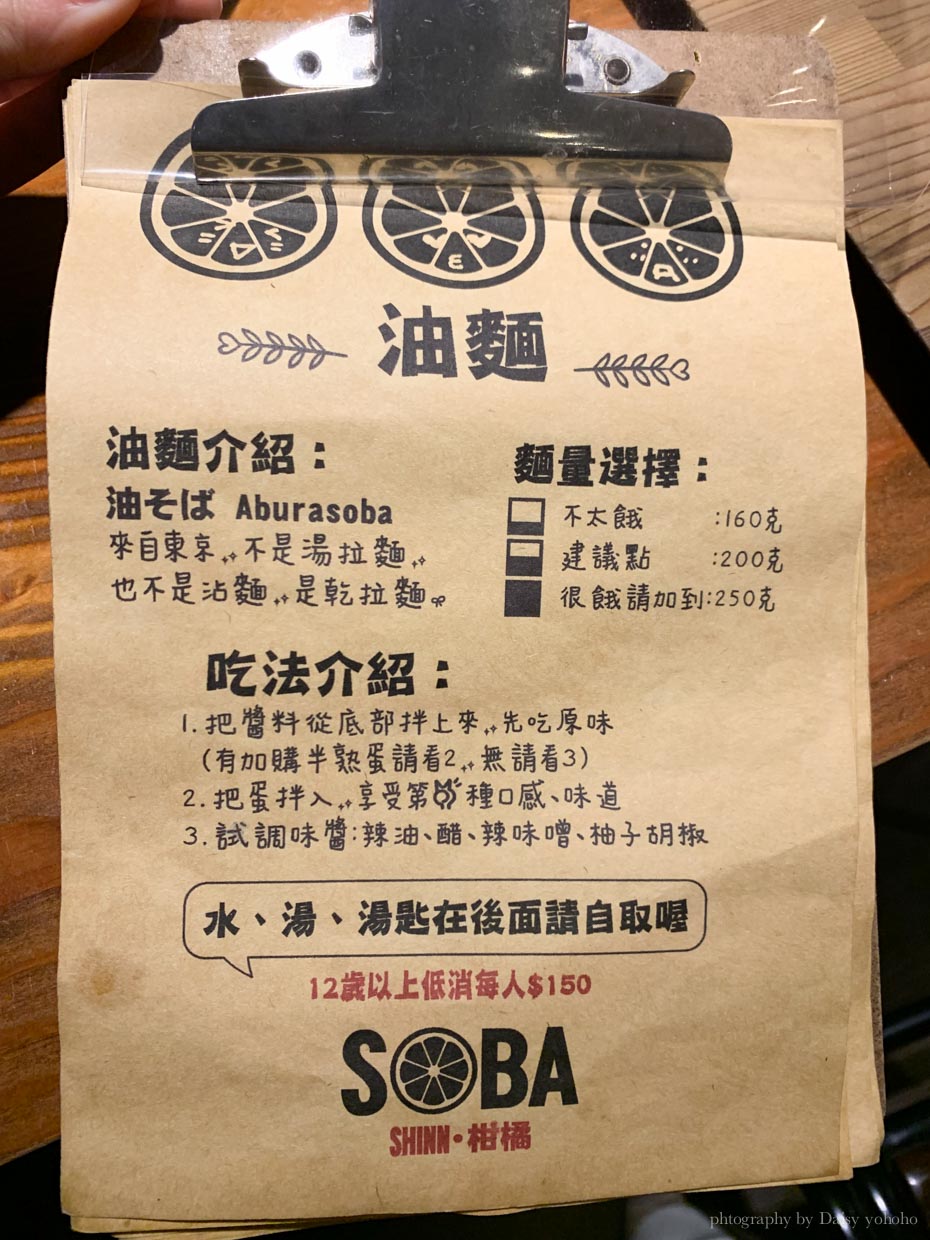 油麵
油麵介紹：
油そば Aburasoba
來自東京，不是湯拉麵，
也不是沾麵，是乾拉麵。
麵量選擇：
不太餓 :160克
建議點 :200克
很餓請加到:250克
吃法介紹：
1.把醬料從底部拌上來，先吃原味
(有加購半熟蛋請看2，無請看3)
2.把蛋拌入，享受第 種口感、味道
3.試調味醬:辣油、醋、辣味噌、柚子胡椒
水、湯、湯匙在後面請自取喔
12歲以上低消每人$150
SOBA
SHINN·柑橘
phtography by Daisy yohoho